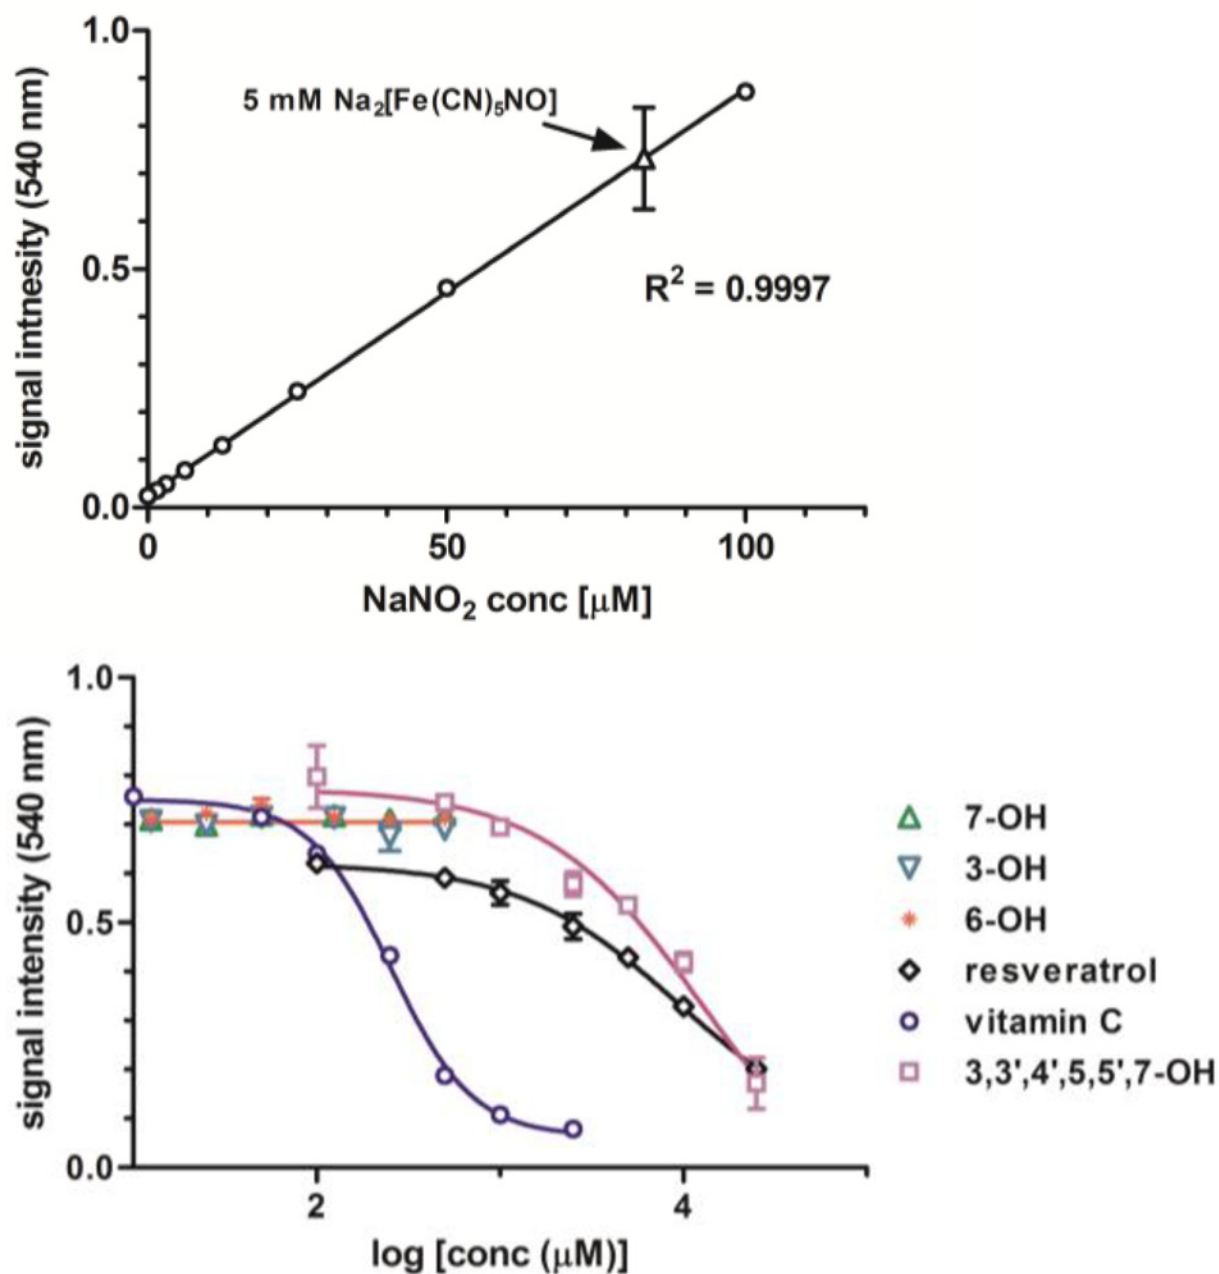 1.0
5 mM Na₂[Fe(CN)₅NO]
0.5
R² = 0.9997
0.0
0 50 100
signal intnesity (540 nm)
NaNO₂ conc [μM]
1.0
0.5
0.0
2 4
signal intensity (540 nm)
log [conc (μM)]
7-OH
3-OH
6-OH
resveratrol
vitamin C
3,3',4',5,5',7-OH